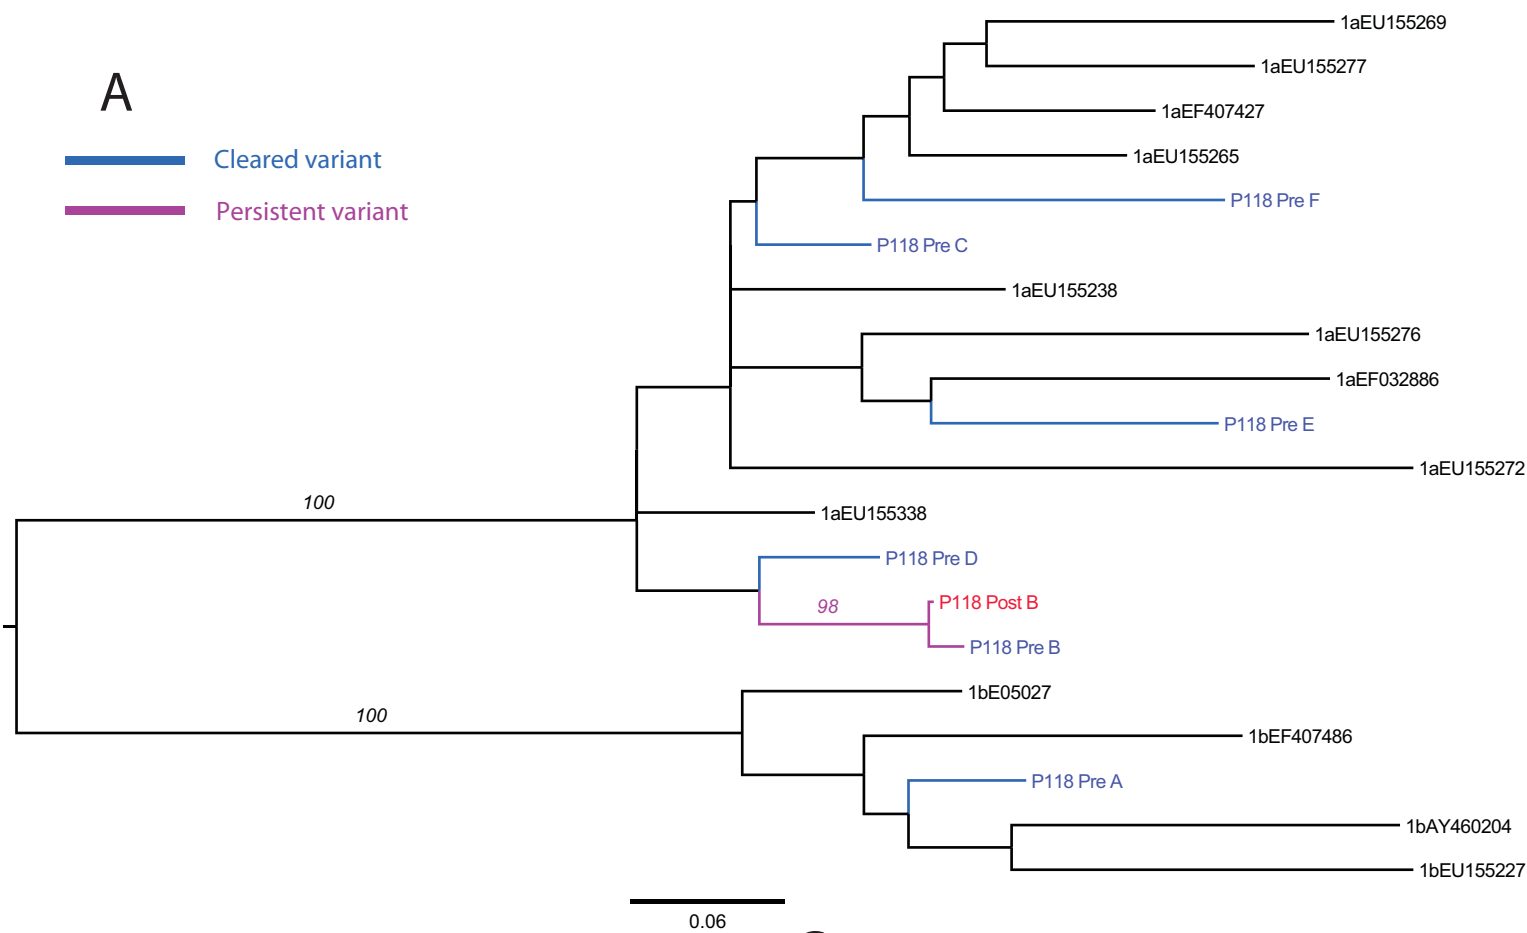 A
Cleared variant
Persistent variant
1aEU155269
1aEU155277
1aEF407427
1aEU155265
P118 Pre F
P118 Pre C
1aEU155238
1aEU155276
1aEF032886
P118 Pre E
1aEU155272
100
1aEU155338
P118 Pre D
98
P118 Post B
P118 Pre B
1bE05027
100
1bEF407486
P118 Pre A
1bAY460204
1bEU155227
0.06